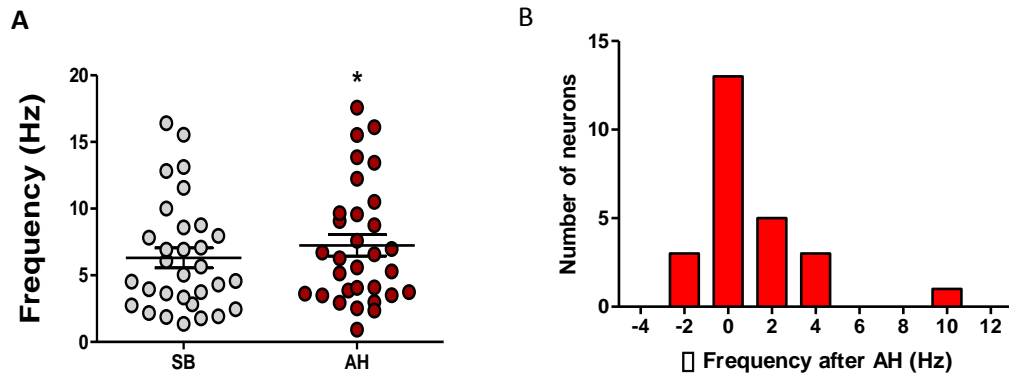 A
Frequency (Hz)
20
15
10
5
0
*
SB
AH
B
Number of neurons
15
10
5
0
-4 -2 0 2 4 6 8 10 12
▯ Frequency after AH (Hz)